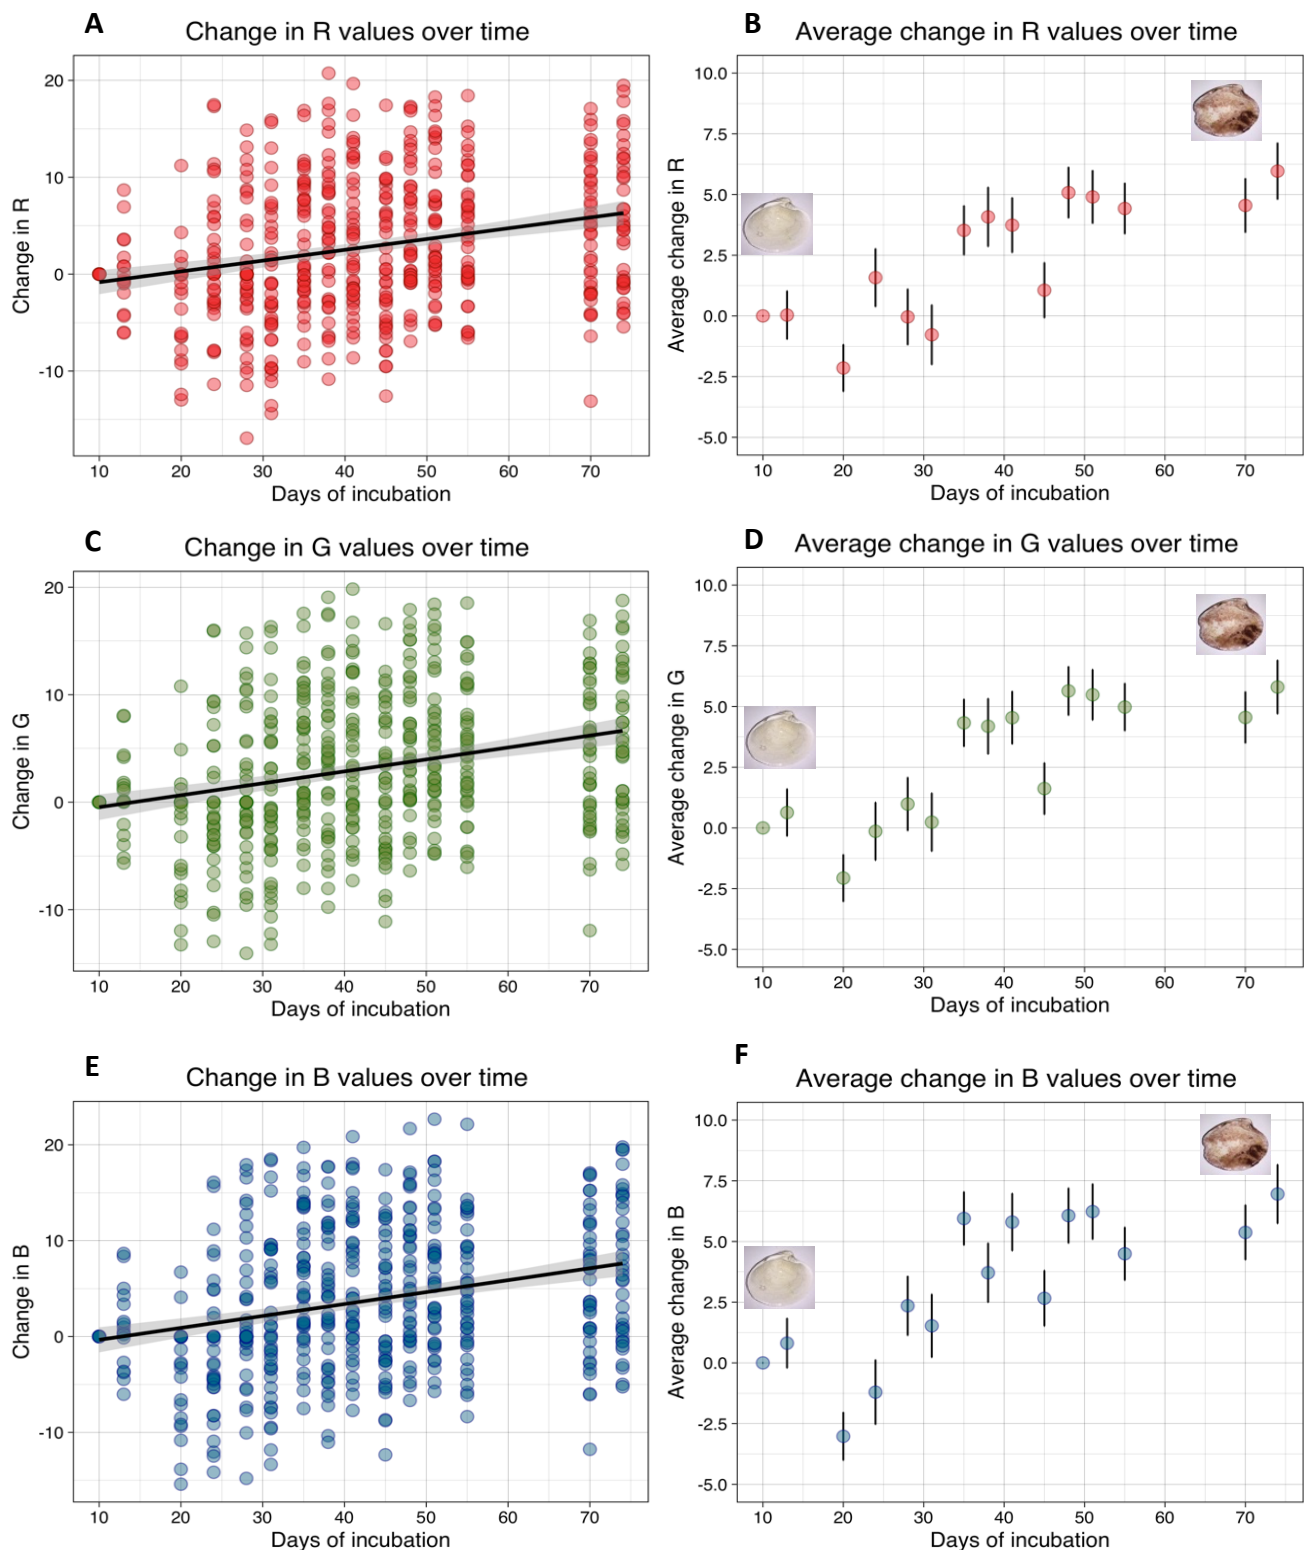 A
Change in R values over time
Change in R
20
10
0
-10
10 20 30 40 50 60 70
Days of incubation
B
Average change in R values over time
Average change in R
10.0
7.5
5.0
2.5
0.0
-2.5
-5.0
10 20 30 40 50 60 70
Days of incubation
C
Change in G values over time
Change in G
20
10
0
-10
10 20 30 40 50 60 70
Days of incubation
D
Average change in G values over time
Average change in G
10.0
7.5
5.0
2.5
0.0
-2.5
-5.0
10 20 30 40 50 60 70
Days of incubation
E
Change in B values over time
Change in B
20
10
0
-10
10 20 30 40 50 60 70
Days of incubation
F
Average change in B values over time
Average change in B
10.0
7.5
5.0
2.5
0.0
-2.5
-5.0
10 20 30 40 50 60 70
Days of incubation